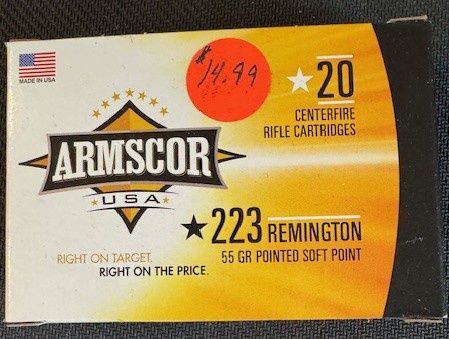 MADE IN USA
$14.99
★20
CENTERFIRE
RIFLE CARTRIDGES
ARMSCOR
USA
★223 REMINGTON
55 GR POINTED SOFT POINT
RIGHT ON TARGET.
RIGHT ON THE PRICE.